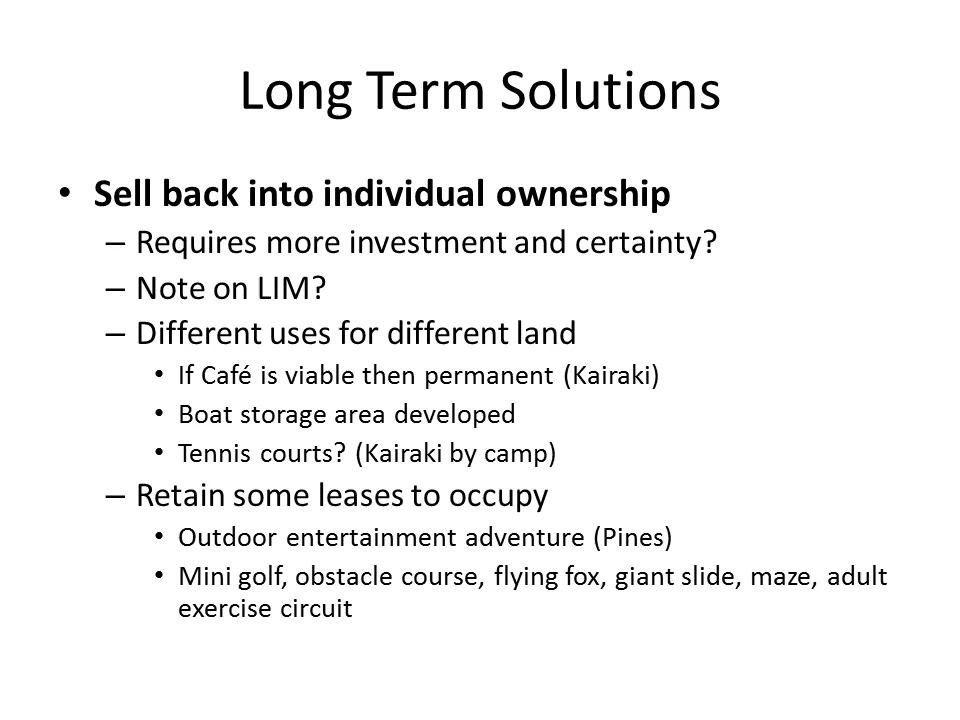 Long Term Solutions
• Sell back into individual ownership
– Requires more investment and certainty?
– Note on LIM?
– Different uses for different land
• If Café is viable then permanent (Kairaki)
• Boat storage area developed
• Tennis courts? (Kairaki by camp)
– Retain some leases to occupy
• Outdoor entertainment adventure (Pines)
• Mini golf, obstacle course, flying fox, giant slide, maze, adult
exercise circuit